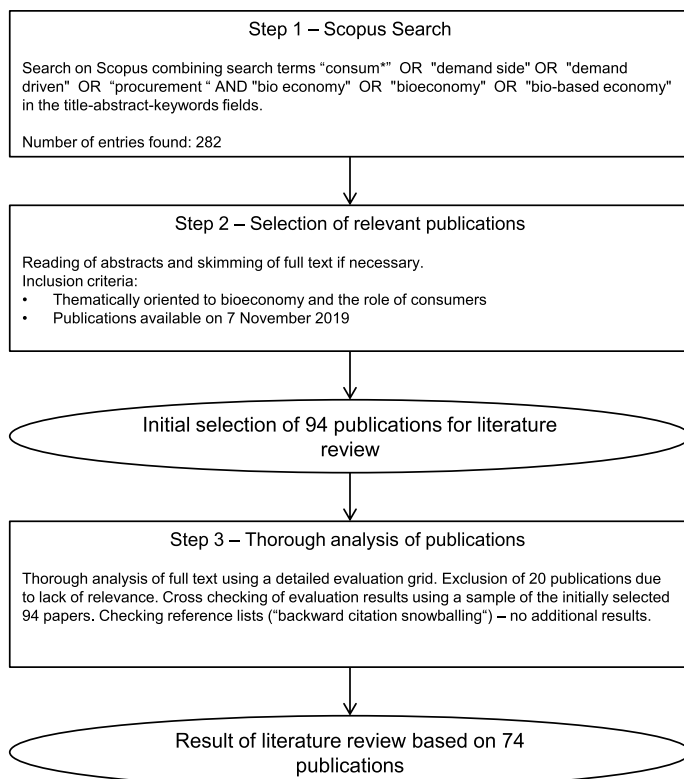 Step 1 – Scopus Search
Search on Scopus combining search terms “consum*” OR "demand side" OR "demand
driven" OR “procurement “ AND "bio economy" OR "bioeconomy" OR "bio-based economy"
in the title-abstract-keywords fields.
Number of entries found: 282
Step 2 – Selection of relevant publications
Reading of abstracts and skimming of full text if necessary.
Inclusion criteria:
• Thematically oriented to bioeconomy and the role of consumers
• Publications available on 7 November 2019
Initial selection of 94 publications for literature
review
Step 3 – Thorough analysis of publications
Thorough analysis of full text using a detailed evaluation grid. Exclusion of 20 publications due
to lack of relevance. Cross checking of evaluation results using a sample of the initially selected
94 papers. Checking reference lists (“backward citation snowballing“) – no additional results.
Result of literature review based on 74
publications